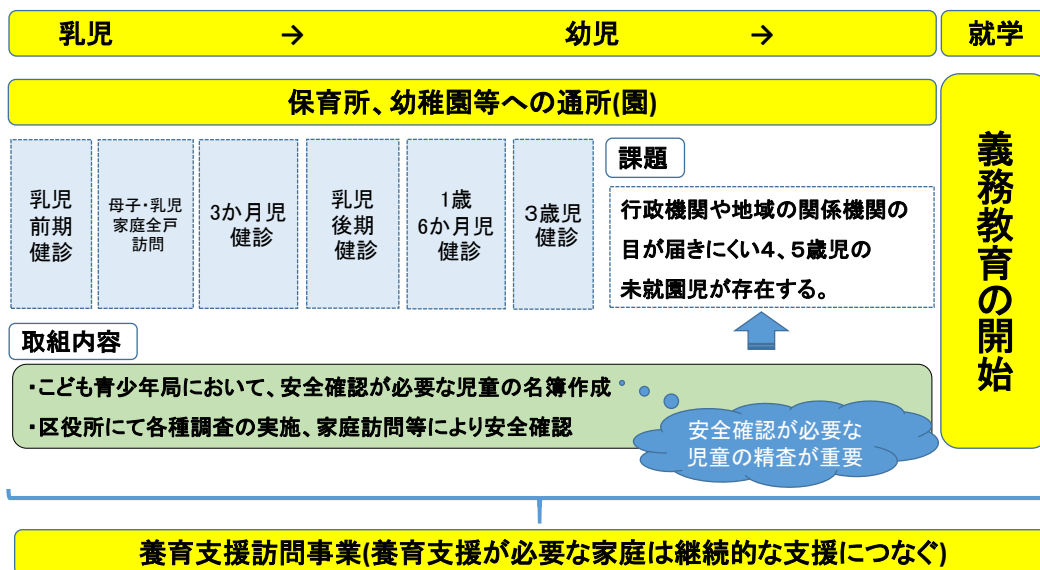 乳児 → 幼児 →
就学
保育所、幼稚園等への通所(園)
義務教育の開始
乳児
前期
健診
母子・乳児
家庭全戸
訪問
3か月児
健診
乳児
後期
健診
1歳
6か月児
健診
３歳児
健診
課題
行政機関や地域の関係機関の
目が届きにくい４、５歳児の
未就園児が存在する。
取組内容
・こども青少年局において、安全確認が必要な児童の名簿作成
・区役所にて各種調査の実施、家庭訪問等により安全確認
安全確認が必要な
児童の精査が重要
養育支援訪問事業(養育支援が必要な家庭は継続的な支援につなぐ)